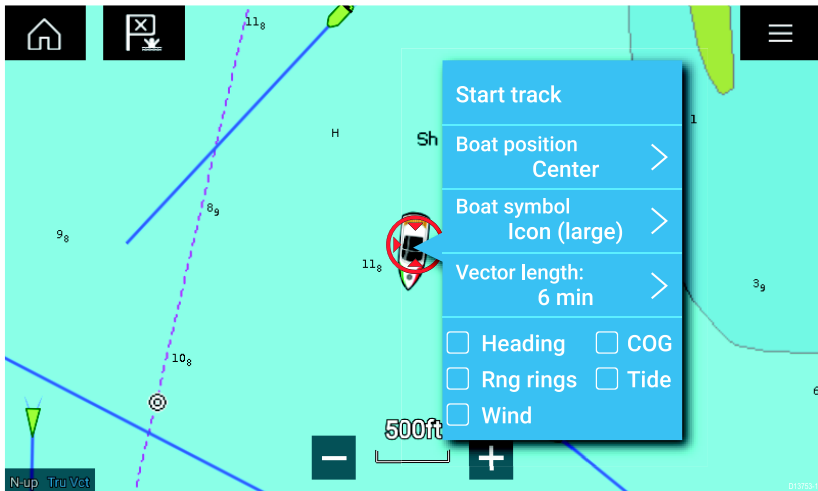 11₈
Start track
1
H
Sh
Boat position
Center
Boat symbol
Icon (large)
8₉
9₈
11₈
Vector length:
6 min
3₉
Heading
COG
10₈
Rng rings
Tide
6
Wind
500ft
N-up Tru Vct